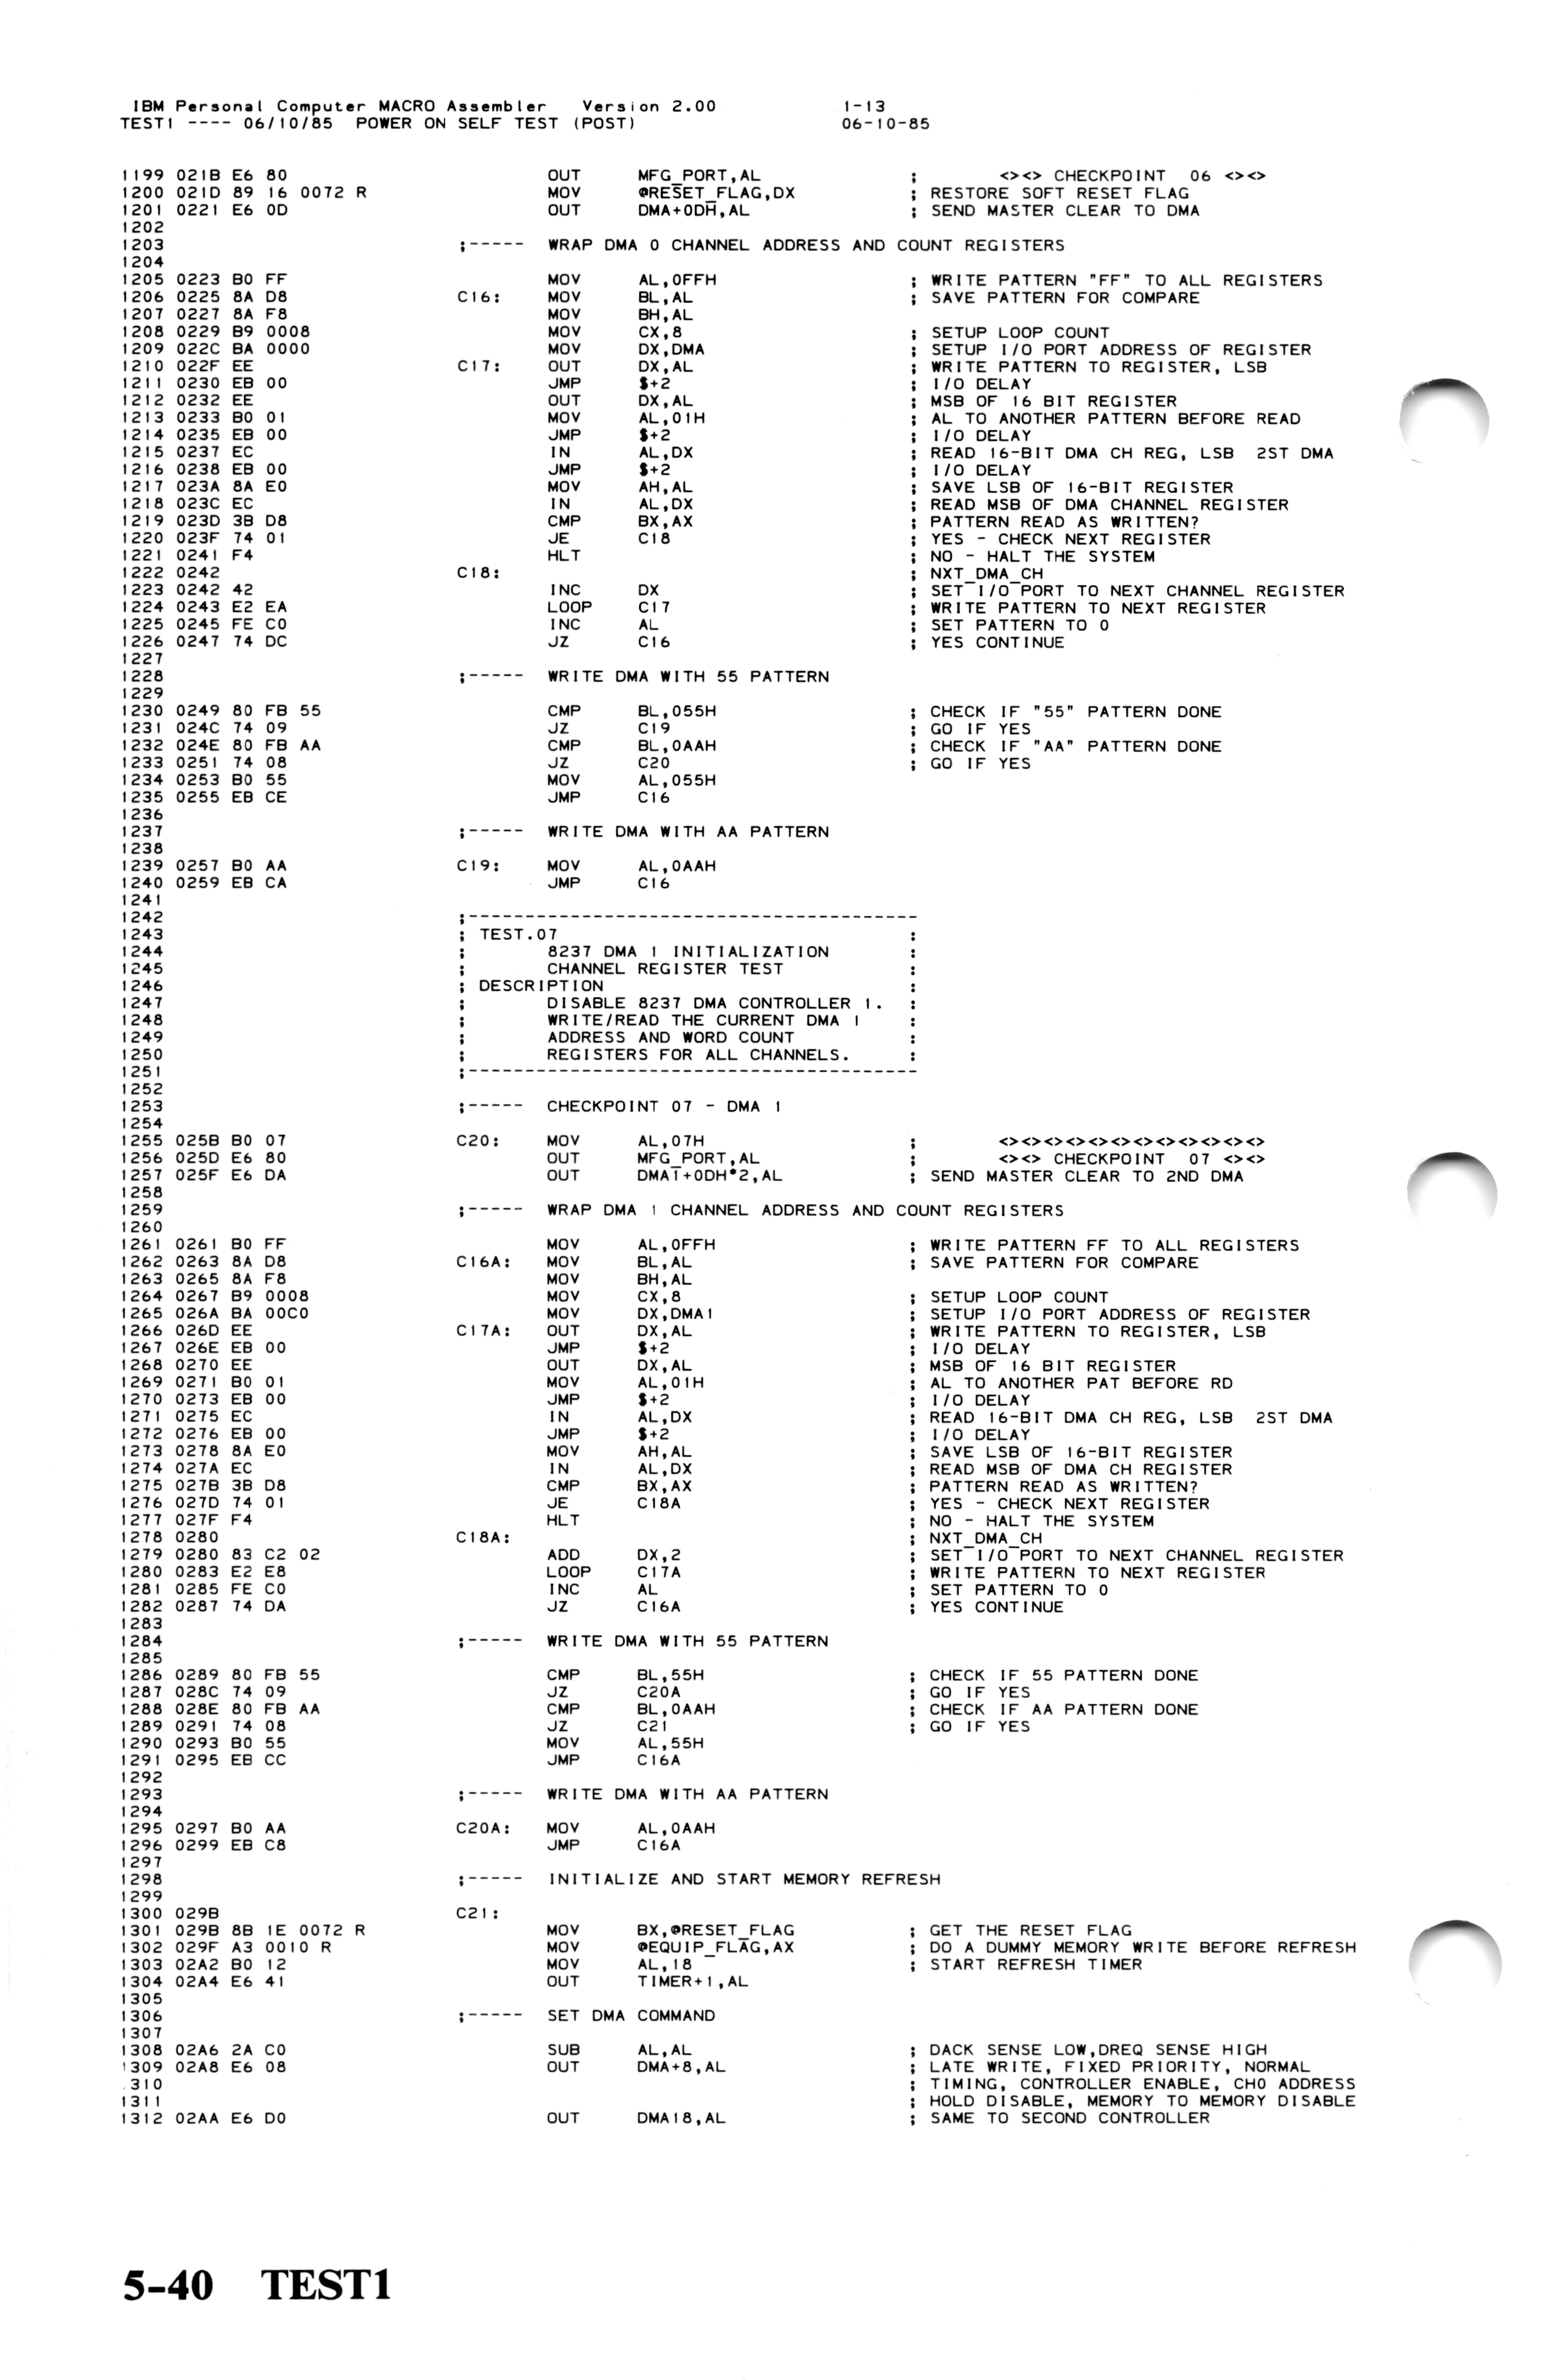 IBM Personal Computer MACRO Assembler   Version 2.00              1-13
TEST1 ---- 06/10/85  POWER ON SELF TEST (POST)                    06-10-85
1199 021B E6 80                OUT     MFG_PORT,AL             ;       <><> CHECKPOINT  06 <><>
1200 021D 89 16 0072 R         MOV     @RESET_FLAG,DX          ; RESTORE SOFT RESET FLAG
1201 0221 E6 0D                OUT     DMA+0DH,AL              ; SEND MASTER CLEAR TO DMA
1202
1203                   ;-----  WRAP DMA 0 CHANNEL ADDRESS AND COUNT REGISTERS
1204
1205 0223 B0 FF                MOV     AL,0FFH                 ; WRITE PATTERN "FF" TO ALL REGISTERS
1206 0225 8A D8         C16:   MOV     BL,AL                   ; SAVE PATTERN FOR COMPARE
1207 0227 8A F8                MOV     BH,AL
1208 0229 B9 0008              MOV     CX,8                    ; SETUP LOOP COUNT
1209 022C BA 0000              MOV     DX,DMA                  ; SETUP I/O PORT ADDRESS OF REGISTER
1210 022F EE            C17:   OUT     DX,AL                   ; WRITE PATTERN TO REGISTER, LSB
1211 0230 EB 00                JMP     $+2                     ; I/O DELAY
1212 0232 EE                   OUT     DX,AL                   ; MSB OF 16 BIT REGISTER
1213 0233 B0 01                MOV     AL,01H                  ; AL TO ANOTHER PATTERN BEFORE READ
1214 0235 EB 00                JMP     $+2                     ; I/O DELAY
1215 0237 EC                   IN      AL,DX                   ; READ 16-BIT DMA CH REG, LSB  2ST DMA
1216 0238 EB 00                JMP     $+2                     ; I/O DELAY
1217 023A 8A E0                MOV     AH,AL                   ; SAVE LSB OF 16-BIT REGISTER
1218 023C EC                   IN      AL,DX                   ; READ MSB OF DMA CHANNEL REGISTER
1219 023D 3B D8                CMP     BX,AX                   ; PATTERN READ AS WRITTEN?
1220 023F 74 01                JE      C18                     ; YES - CHECK NEXT REGISTER
1221 0241 F4                   HLT                             ; NO - HALT THE SYSTEM
1222 0242               C18:                                   ; NXT_DMA_CH
1223 0242 42                   INC     DX                      ; SET I/O PORT TO NEXT CHANNEL REGISTER
1224 0243 E2 EA                LOOP    C17                     ; WRITE PATTERN TO NEXT REGISTER
1225 0245 FE C0                INC     AL                      ; SET PATTERN TO 0
1226 0247 74 DC                JZ      C16                     ; YES CONTINUE
1227
1228                   ;-----  WRITE DMA WITH 55 PATTERN
1229
1230 0249 80 FB 55             CMP     BL,055H                 ; CHECK IF "55" PATTERN DONE
1231 024C 74 09                JZ      C19                     ; GO IF YES
1232 024E 80 FB AA             CMP     BL,0AAH                 ; CHECK IF "AA" PATTERN DONE
1233 0251 74 08                JZ      C20                     ; GO IF YES
1234 0253 B0 55                MOV     AL,055H
1235 0255 EB CE                JMP     C16
1236
1237                   ;-----  WRITE DMA WITH AA PATTERN
1238
1239 0257 B0 AA         C19:   MOV     AL,0AAH
1240 0259 EB CA                JMP     C16
1241
1242                   ;----------------------------------------
1243                   ; TEST.07                               :
1244                   ;       8237 DMA 1 INITIALIZATION       :
1245                   ;       CHANNEL REGISTER TEST           :
1246                   ; DESCRIPTION                           :
1247                   ;       DISABLE 8237 DMA CONTROLLER 1.  :
1248                   ;       WRITE/READ THE CURRENT DMA 1    :
1249                   ;       ADDRESS AND WORD COUNT          :
1250                   ;       REGISTERS FOR ALL CHANNELS.     :
1251                   ;----------------------------------------
1252
1253                   ;-----  CHECKPOINT 07 - DMA 1
1254
1255 025B B0 07         C20:   MOV     AL,07H                  ;       <><><><><><><><><><><><>
1256 025D E6 80                OUT     MFG_PORT,AL             ;       <><> CHECKPOINT  07 <><>
1257 025F E6 DA                OUT     DMA1+0DH*2,AL           ; SEND MASTER CLEAR TO 2ND DMA
1258
1259                   ;-----  WRAP DMA 1 CHANNEL ADDRESS AND COUNT REGISTERS
1260
1261 0261 B0 FF                MOV     AL,0FFH                 ; WRITE PATTERN FF TO ALL REGISTERS
1262 0263 8A D8         C16A:  MOV     BL,AL                   ; SAVE PATTERN FOR COMPARE
1263 0265 8A F8                MOV     BH,AL
1264 0267 B9 0008              MOV     CX,8                    ; SETUP LOOP COUNT
1265 026A BA 00C0              MOV     DX,DMA1                 ; SETUP I/O PORT ADDRESS OF REGISTER
1266 026D EE            C17A:  OUT     DX,AL                   ; WRITE PATTERN TO REGISTER, LSB
1267 026E EB 00                JMP     $+2                     ; I/O DELAY
1268 0270 EE                   OUT     DX,AL                   ; MSB OF 16 BIT REGISTER
1269 0271 B0 01                MOV     AL,01H                  ; AL TO ANOTHER PAT BEFORE RD
1270 0273 EB 00                JMP     $+2                     ; I/O DELAY
1271 0275 EC                   IN      AL,DX                   ; READ 16-BIT DMA CH REG, LSB  2ST DMA
1272 0276 EB 00                JMP     $+2                     ; I/O DELAY
1273 0278 8A E0                MOV     AH,AL                   ; SAVE LSB OF 16-BIT REGISTER
1274 027A EC                   IN      AL,DX                   ; READ MSB OF DMA CH REGISTER
1275 027B 3B D8                CMP     BX,AX                   ; PATTERN READ AS WRITTEN?
1276 027D 74 01                JE      C18A                    ; YES - CHECK NEXT REGISTER
1277 027F F4                   HLT                             ; NO - HALT THE SYSTEM
1278 0280               C18A:                                  ; NXT_DMA_CH
1279 0280 83 C2 02             ADD     DX,2                    ; SET I/O PORT TO NEXT CHANNEL REGISTER
1280 0283 E2 E8                LOOP    C17A                    ; WRITE PATTERN TO NEXT REGISTER
1281 0285 FE C0                INC     AL                      ; SET PATTERN TO 0
1282 0287 74 DA                JZ      C16A                    ; YES CONTINUE
1283
1284                   ;-----  WRITE DMA WITH 55 PATTERN
1285
1286 0289 80 FB 55             CMP     BL,55H                  ; CHECK IF 55 PATTERN DONE
1287 028C 74 09                JZ      C20A                    ; GO IF YES
1288 028E 80 FB AA             CMP     BL,0AAH                 ; CHECK IF AA PATTERN DONE
1289 0291 74 08                JZ      C21                     ; GO IF YES
1290 0293 B0 55                MOV     AL,55H
1291 0295 EB CC                JMP     C16A
1292
1293                   ;-----  WRITE DMA WITH AA PATTERN
1294
1295 0297 B0 AA         C20A:  MOV     AL,0AAH
1296 0299 EB C8                JMP     C16A
1297
1298                   ;-----  INITIALIZE AND START MEMORY REFRESH
1299
1300 029B               C21:
1301 029B 8B 1E 0072 R         MOV     BX,@RESET_FLAG          ; GET THE RESET FLAG
1302 029F A3 0010 R            MOV     @EQUIP_FLAG,AX          ; DO A DUMMY MEMORY WRITE BEFORE REFRESH
1303 02A2 B0 12                MOV     AL,18                   ; START REFRESH TIMER
1304 02A4 E6 41                OUT     TIMER+1,AL
1305
1306                   ;-----  SET DMA COMMAND
1307
1308 02A6 2A C0                SUB     AL,AL                   ; DACK SENSE LOW,DREQ SENSE HIGH
1309 02A8 E6 08                OUT     DMA+8,AL                ; LATE WRITE, FIXED PRIORITY, NORMAL
310                                                            ; TIMING, CONTROLLER ENABLE, CH0 ADDRESS
1311                                                           ; HOLD DISABLE, MEMORY TO MEMORY DISABLE
1312 02AA E6 D0                OUT     DMA18,AL                ; SAME TO SECOND CONTROLLER
5-40   TEST1